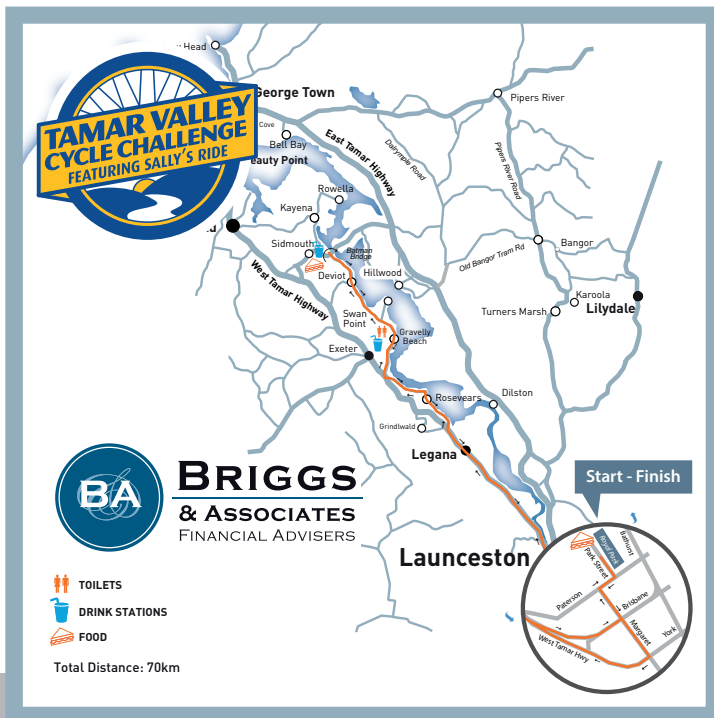 Head
George Town
Pipers River
Cove
Bell Bay
Beauty Point
East Tamar Highway
Dalrymple Road
Pipers River Road
TAMAR VALLEY
CYCLE CHALLENGE
FEATURING SALLY'S RIDE
Rowella
Kayena
Sidmouth
Batman
Bridge
Old Bangor Tram Rd
Bangor
Deviot
Hillwood
West Tamar Highway
Karoola
Lilydale
Turners Marsh
Swan
Point
Gravelly
Beach
Exeter
Rosevears
Dilston
Grindlwald
Legana
BA
BRIGGS
& ASSOCIATES
FINANCIAL ADVISERS
Start - Finish
Launceston
Royal Park
Bathurst
Park Street
Paterson
Brisbane
Margaret
York
West Tamar Hwy
TOILETS
DRINK STATIONS
FOOD
Total Distance: 70km